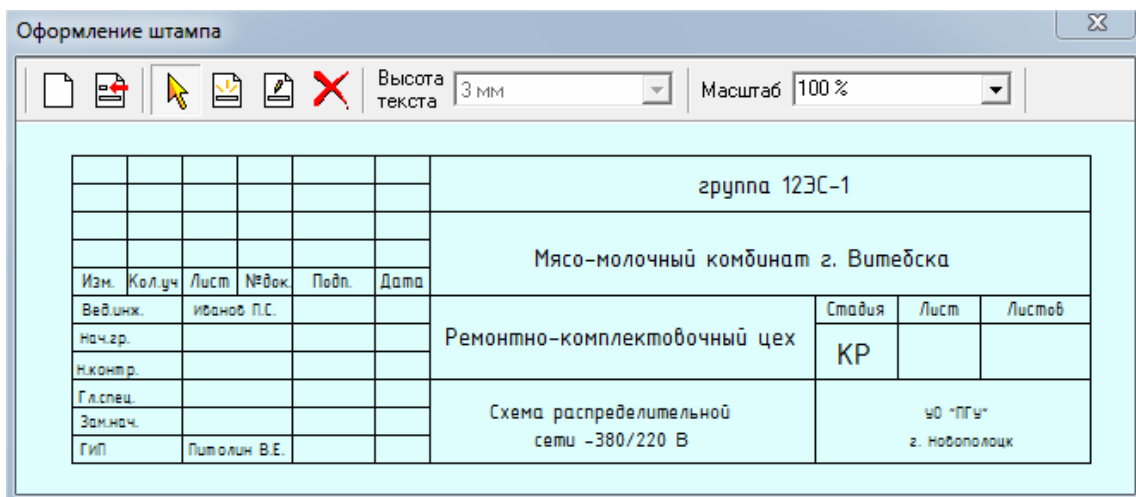 Оформление штампа
Высота текста 3 мм Масштаб 100 %
группа 12ЭС-1
Мясо-молочный комбинат г. Витебска
Изм. Кол.уч Лист №док. Подп. Дата
Вед.инж. Иванов П.С.
Нач.гр.
Н.контр.
Ремонтно-комплектовочный цех
Стадия Лист Листов
КР
Гл.спец.
Зам.нач.
ГИП Питолин В.Е.
Схема распределительной
сети ~380/220 В
УО "ПГУ"
г. Новополоцк